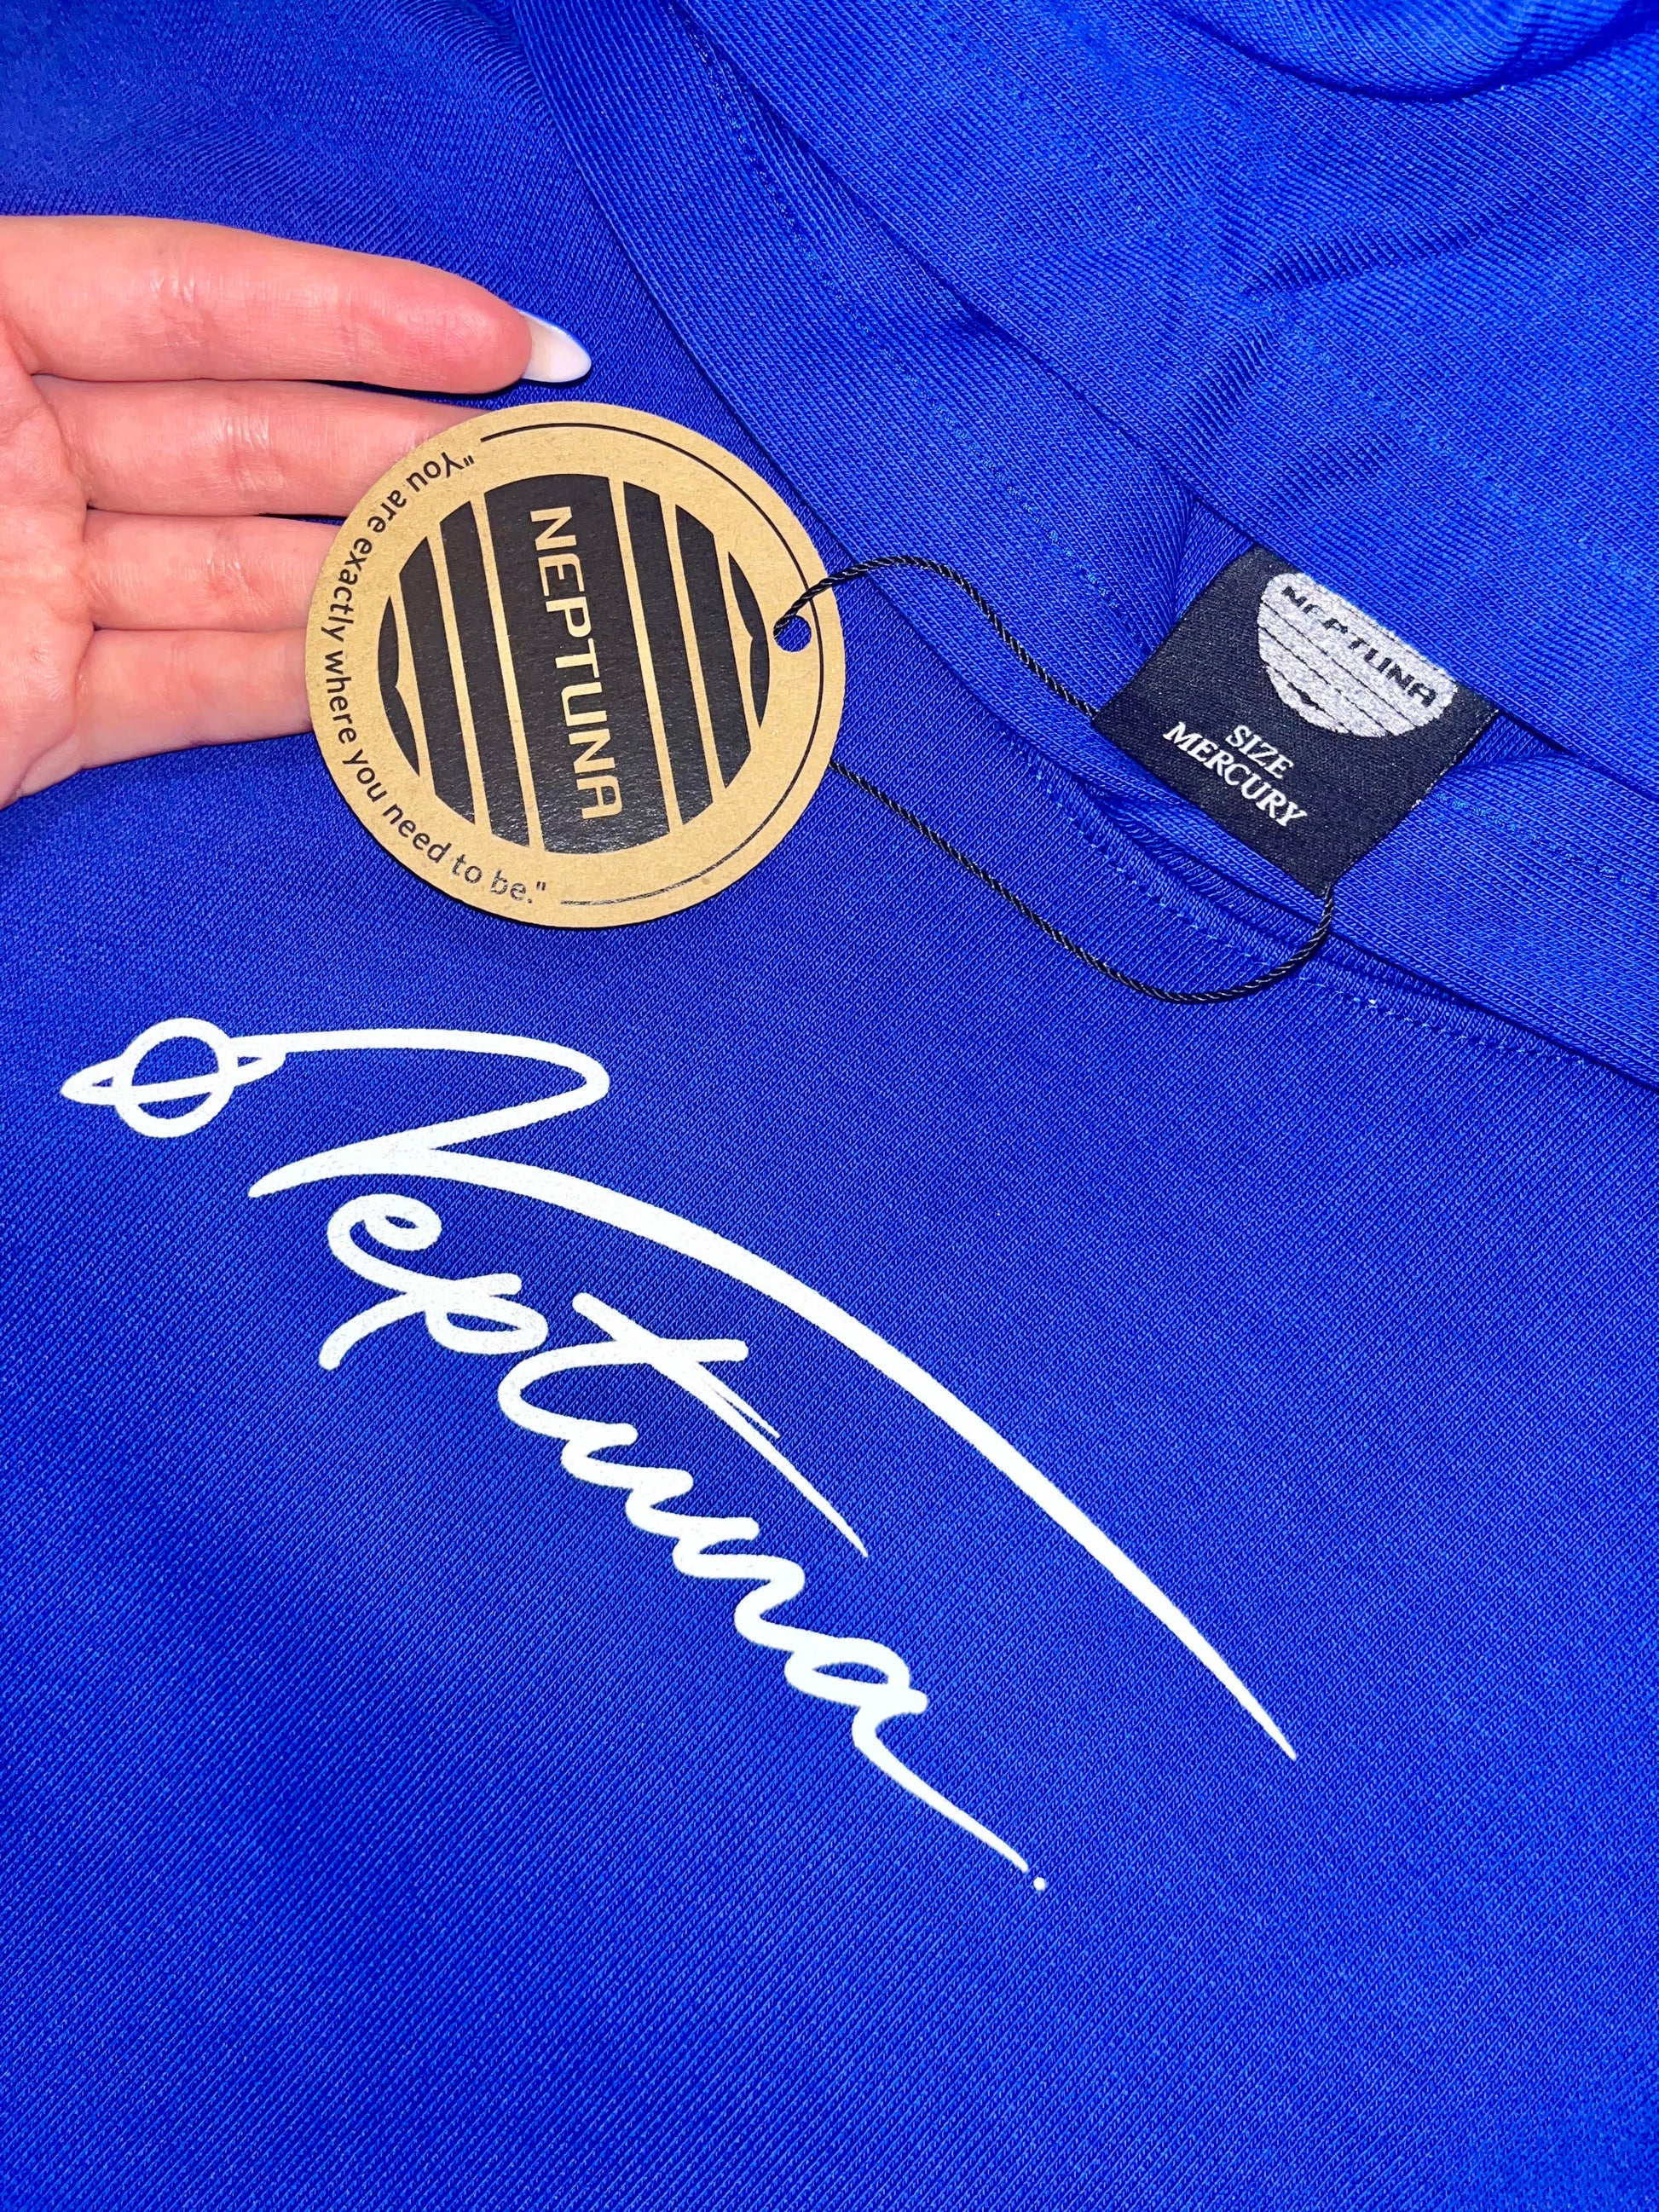 "You are exactly where you need to be."
NEPTUNA
NEPTUNA
SIZE
MERCURY
Neptuna.